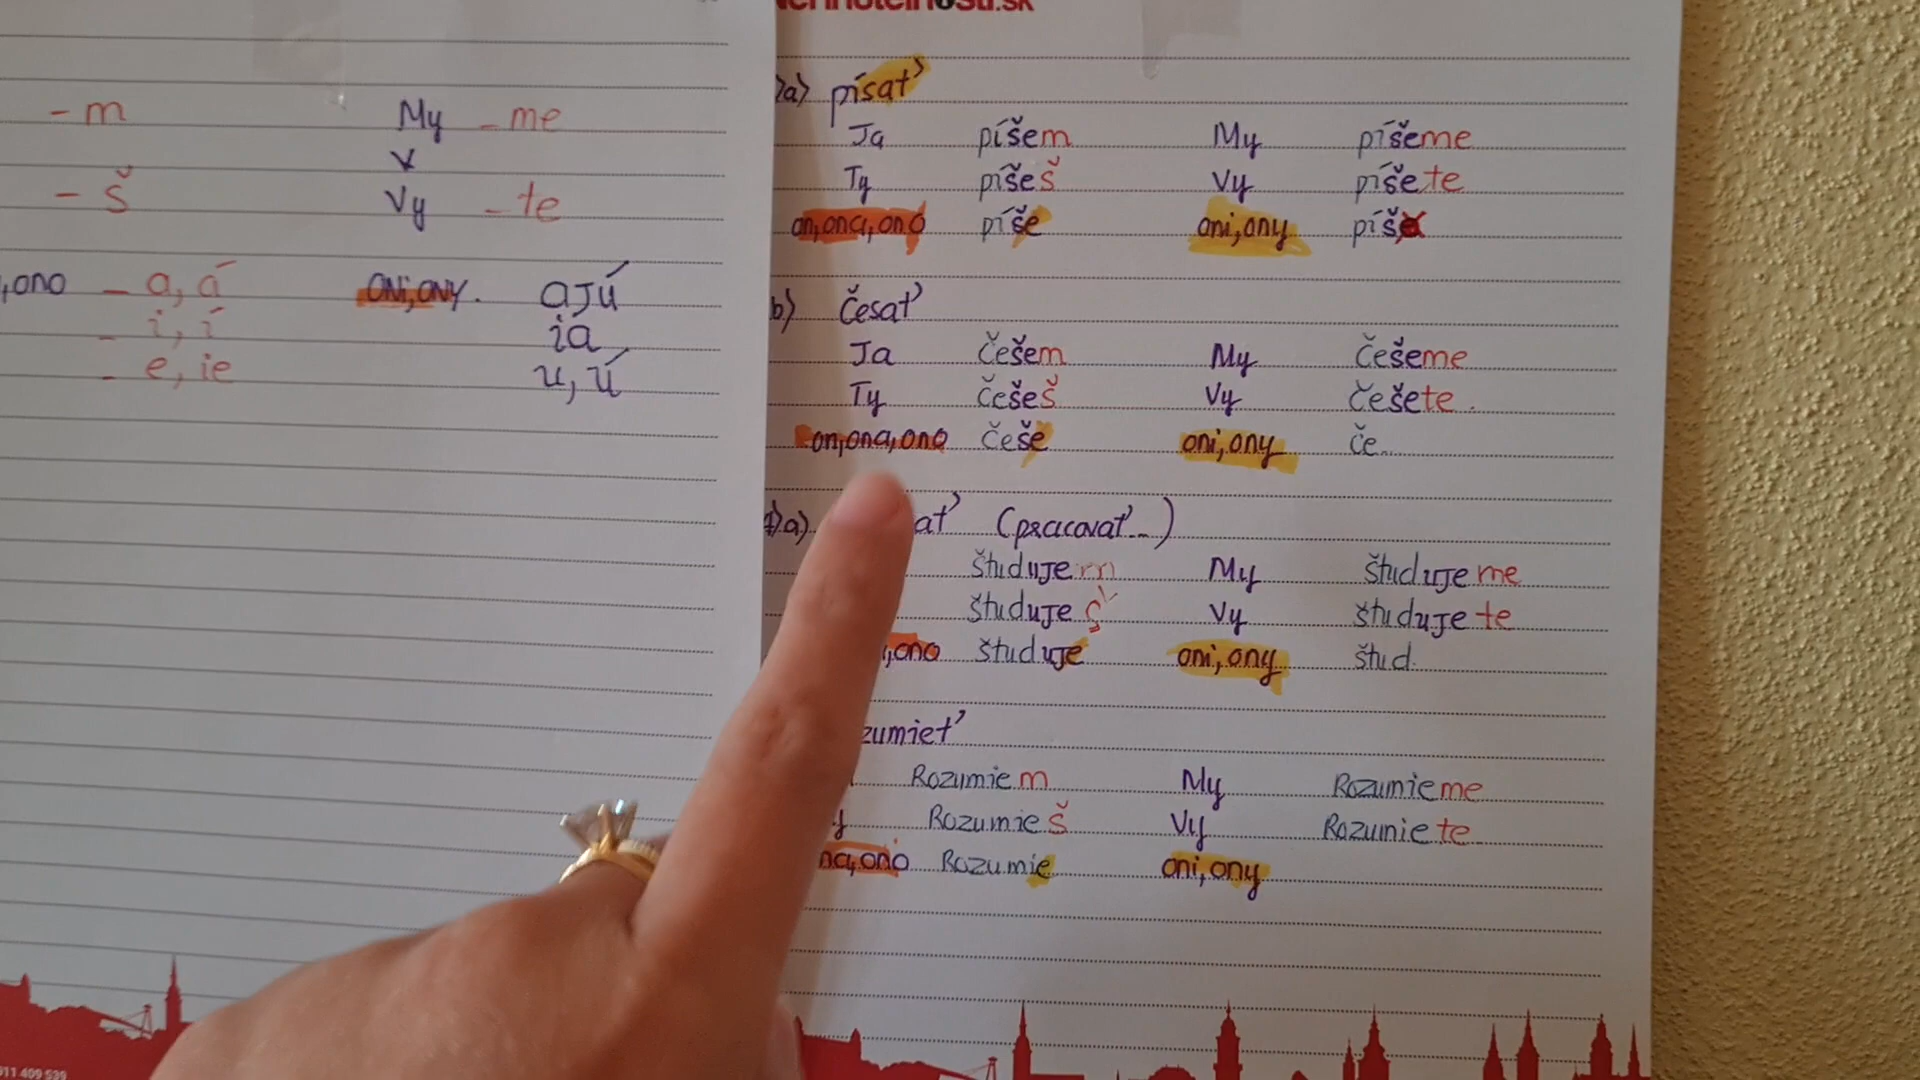 - m My - me
- š Vy - te
,ono - a, á oni,ony. ajú
- i, í ia
- e, ie u, ú
a) písať
Ja píšem My píšeme
Ty píšeš Vy píšete
on,ona,ono píše oni,ony píš
b) Česať
Ja Češem My Češeme
Ty Češeš Vy Češete.
on,ona,ono Češe oni,ony če..
a) ať (pracovať...)
Študujem My Študujeme
Študuješ Vy študujete
,ono študuje oni,ony štud.
zumieť
Rozumiem My Rozumieme
Rozumieš Vy Rozumiete
na,ono Rozumie oni,ony
911 409 539